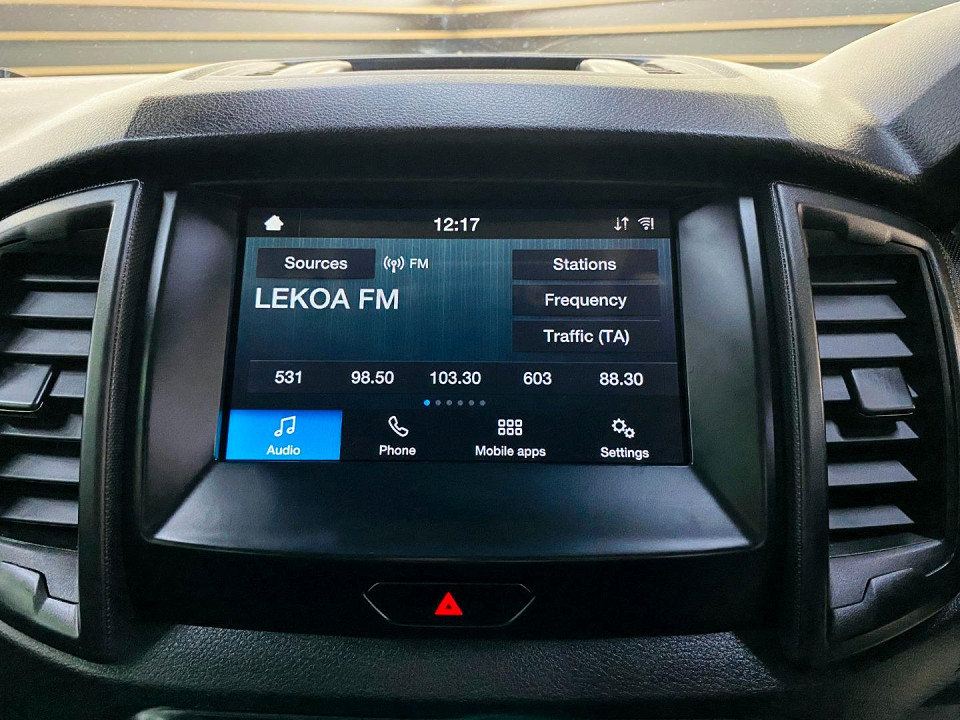 12:17
Sources FM
LEKOA FM
Stations
Frequency
Traffic (TA)
531 98.50 103.30 603 88.30
Audio Phone Mobile apps Settings